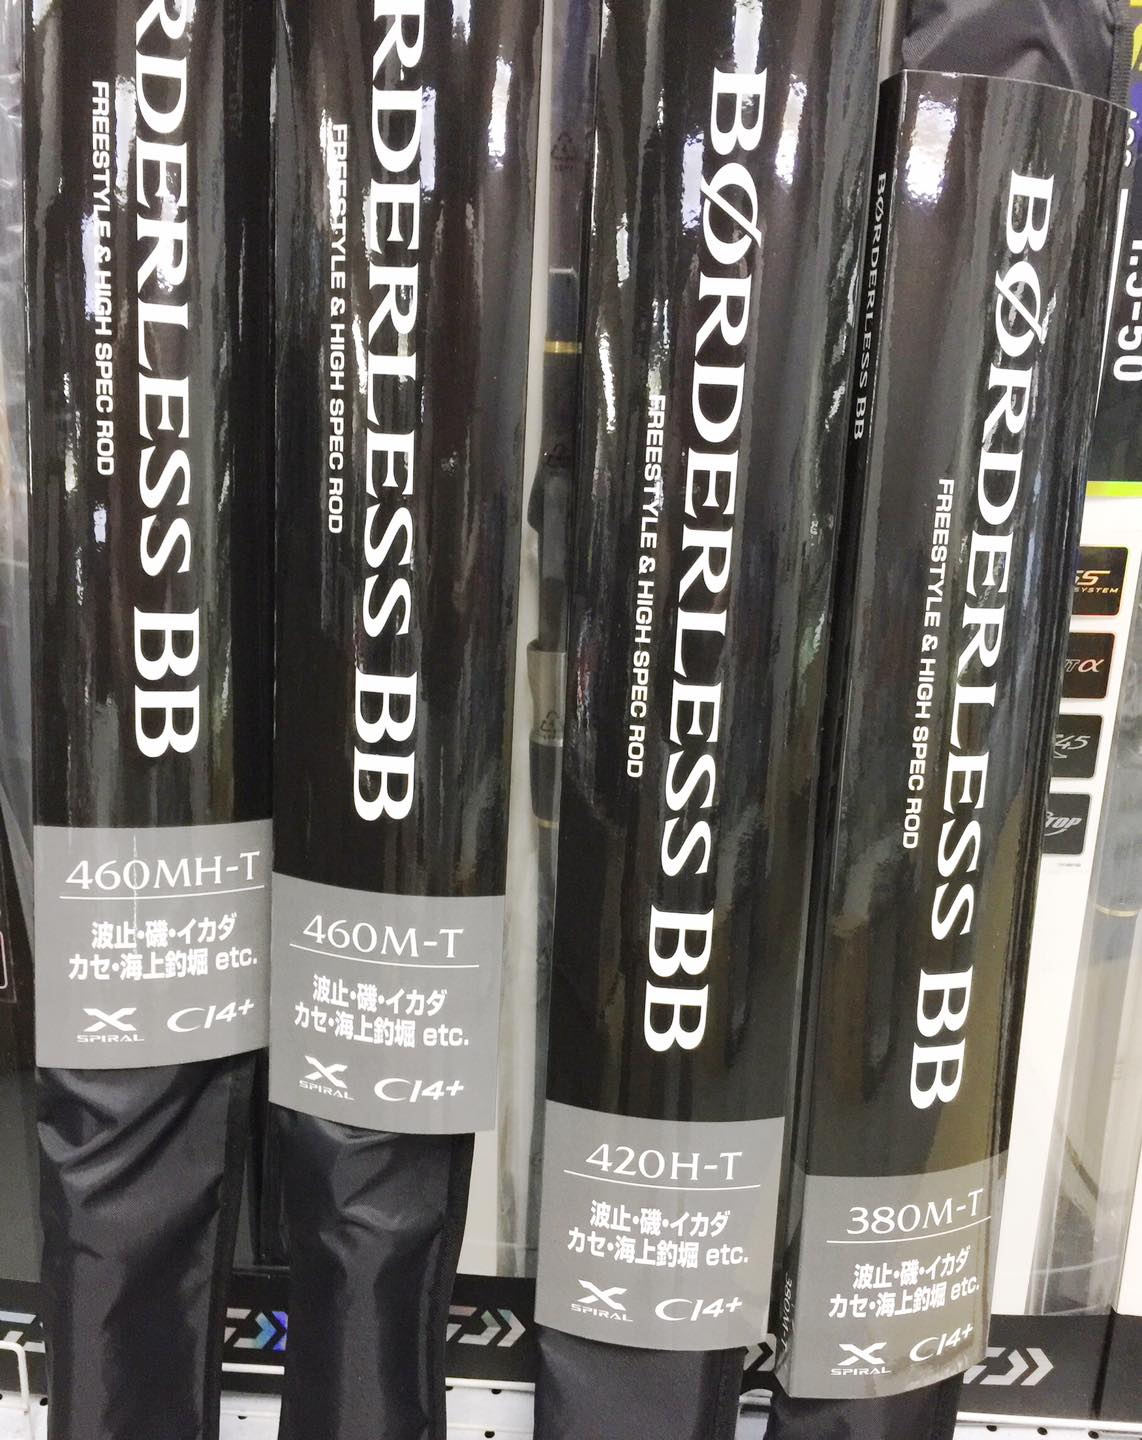 RDERLESS BB
FREESTYLE & HIGH SPEC ROD
460MH-T
波止・磯・イカダ
カセ・海上釣堀 etc.
X
SPIRAL
CI4+
RDERLESS BB
FREESTYLE & HIGH SPEC ROD
460M-T
波止・磯・イカダ
カセ・海上釣堀 etc.
X
SPIRAL
CI4+
BØRDERLESS BB
FREESTYLE & HIGH SPEC ROD
420H-T
波止・磯・イカダ
カセ・海上釣堀 etc.
X
SPIRAL
CI4+
BØRDERLESS BB
BØRDERLESS BB
FREESTYLE & HIGH SPEC ROD
380M-T
波止・磯・イカダ
カセ・海上釣堀 etc.
X
SPIRAL
CI4+
SYSTEM